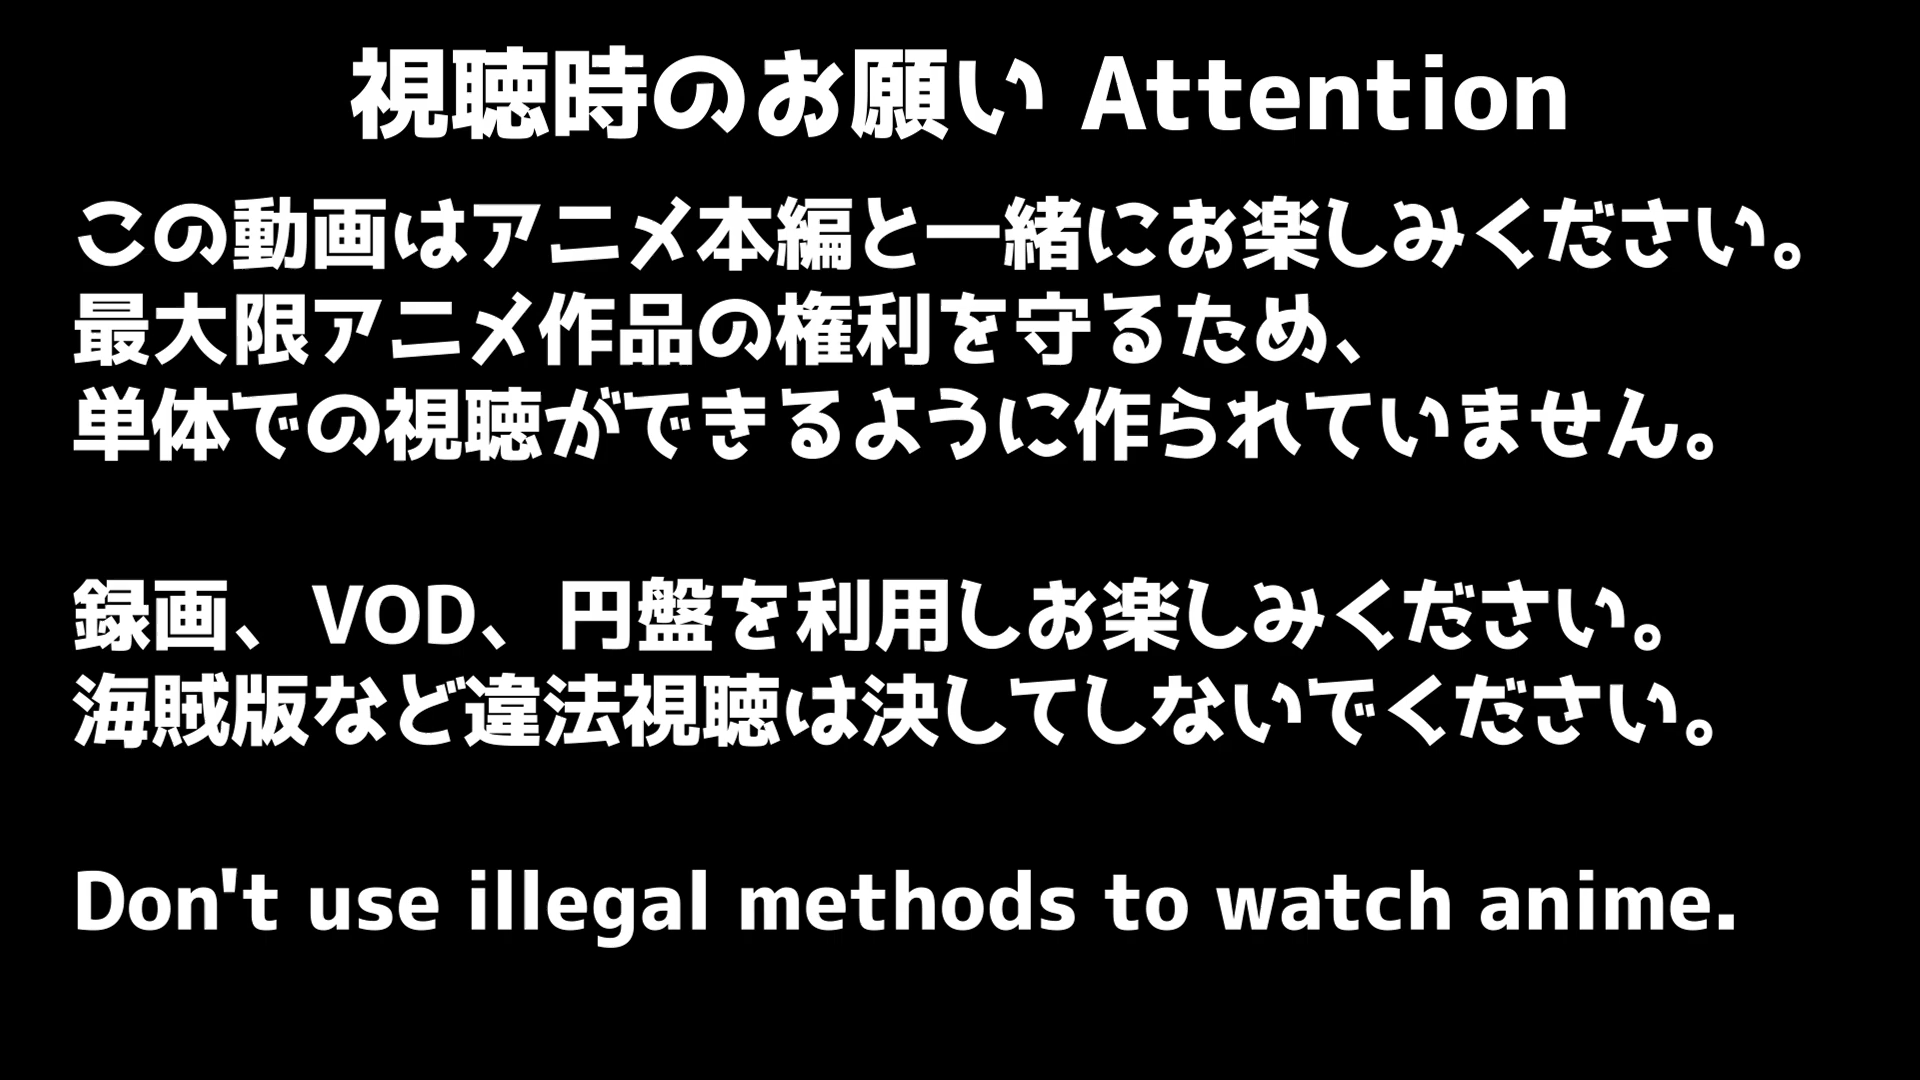 視聴時のお願い Attention
この動画はアニメ本編と一緒にお楽しみください。
最大限アニメ作品の権利を守るため、
単体での視聴ができるように作られていません。
録画、VOD、円盤を利用しお楽しみください。
海賊版など違法視聴は決してしないでください。
Don't use illegal methods to watch anime.